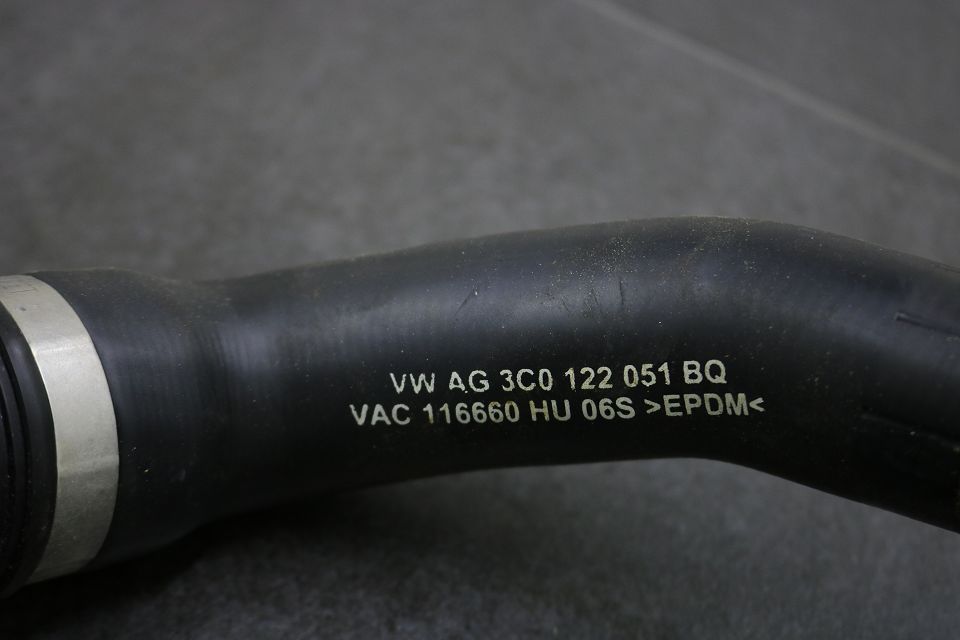 VW AG 3C0 122 051 BQ
VAC 116660 HU 06S >EPDM<